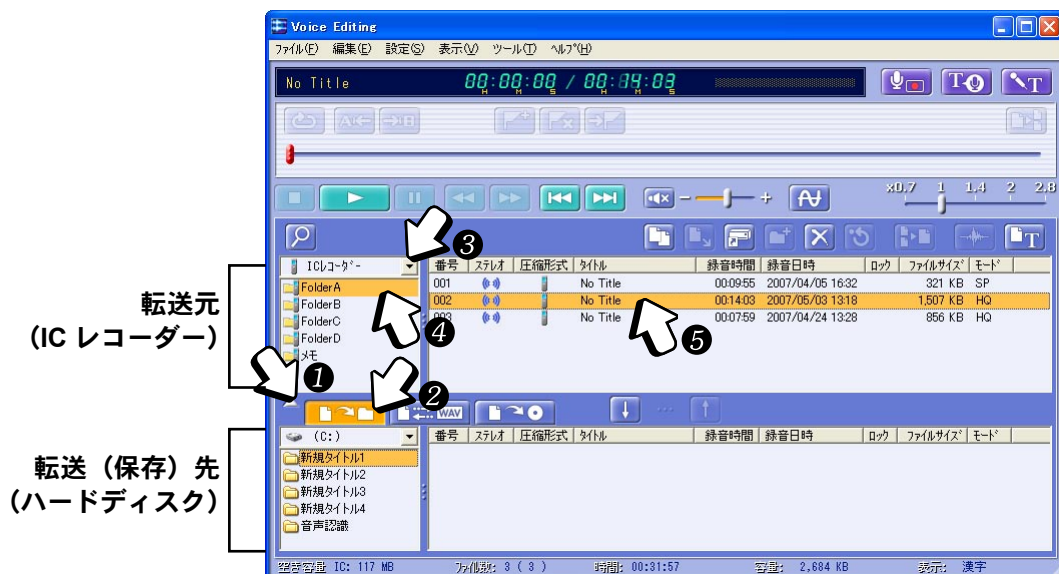 Voice Editing
ファイル(F) 編集(E) 設定(S) 表示(V) ツール(T) ヘルプ(H)
No Title 00:00:00 / 00:14:03
H M S H M S
A B
T T
x0.7 1 1.4 2 2.8
- +
T
❸
転送元
(IC レコーダー)
ICレコーダー
FolderA
FolderB
FolderC
FolderD
メモ
番号 ステレオ 圧縮形式 タイトル 録音時間 録音日時 ロック ファイルサイズ モード
001 No Title 00:09:55 2007/04/05 16:32 321 KB SP
002 No Title 00:14:03 2007/05/03 13:18 1,507 KB HQ
003 No Title 00:07:59 2007/04/24 13:28 856 KB HQ
❹ ❺
❶ ❷
WAV
転送(保存)先
(ハードディスク)
(C:)
新規タイトル1
新規タイトル2
新規タイトル3
新規タイトル4
音声認識
番号 ステレオ 圧縮形式 タイトル 録音時間 録音日時 ロック ファイルサイズ モード
空き容量 IC: 117 MB ファイル数: 3 ( 3 ) 時間: 00:31:57 容量: 2,684 KB 表示: 漢字